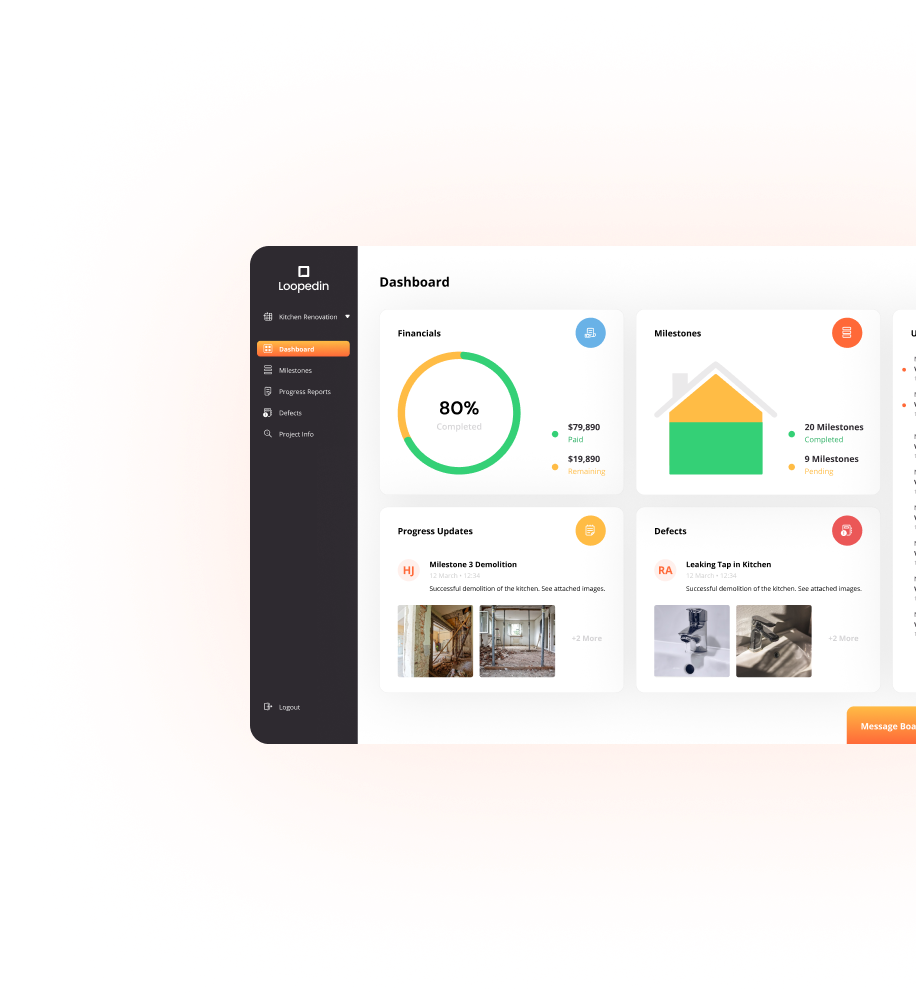 Loopedin
Kitchen Renovation
Dashboard
Milestones
Progress Reports
Defects
Project Info
Logout
Dashboard
Financials
80%
Completed
$79,890
Paid
$19,890
Remaining
Milestones
20 Milestones
Completed
9 Milestones
Pending
Progress Updates
HJ
Milestone 3 Demolition
12 March • 12:34
Successful demolition of the kitchen. See attached images.
+2 More
Defects
RA
Leaking Tap in Kitchen
12 March • 12:34
Successful demolition of the kitchen. See attached images.
+2 More
Message Boa